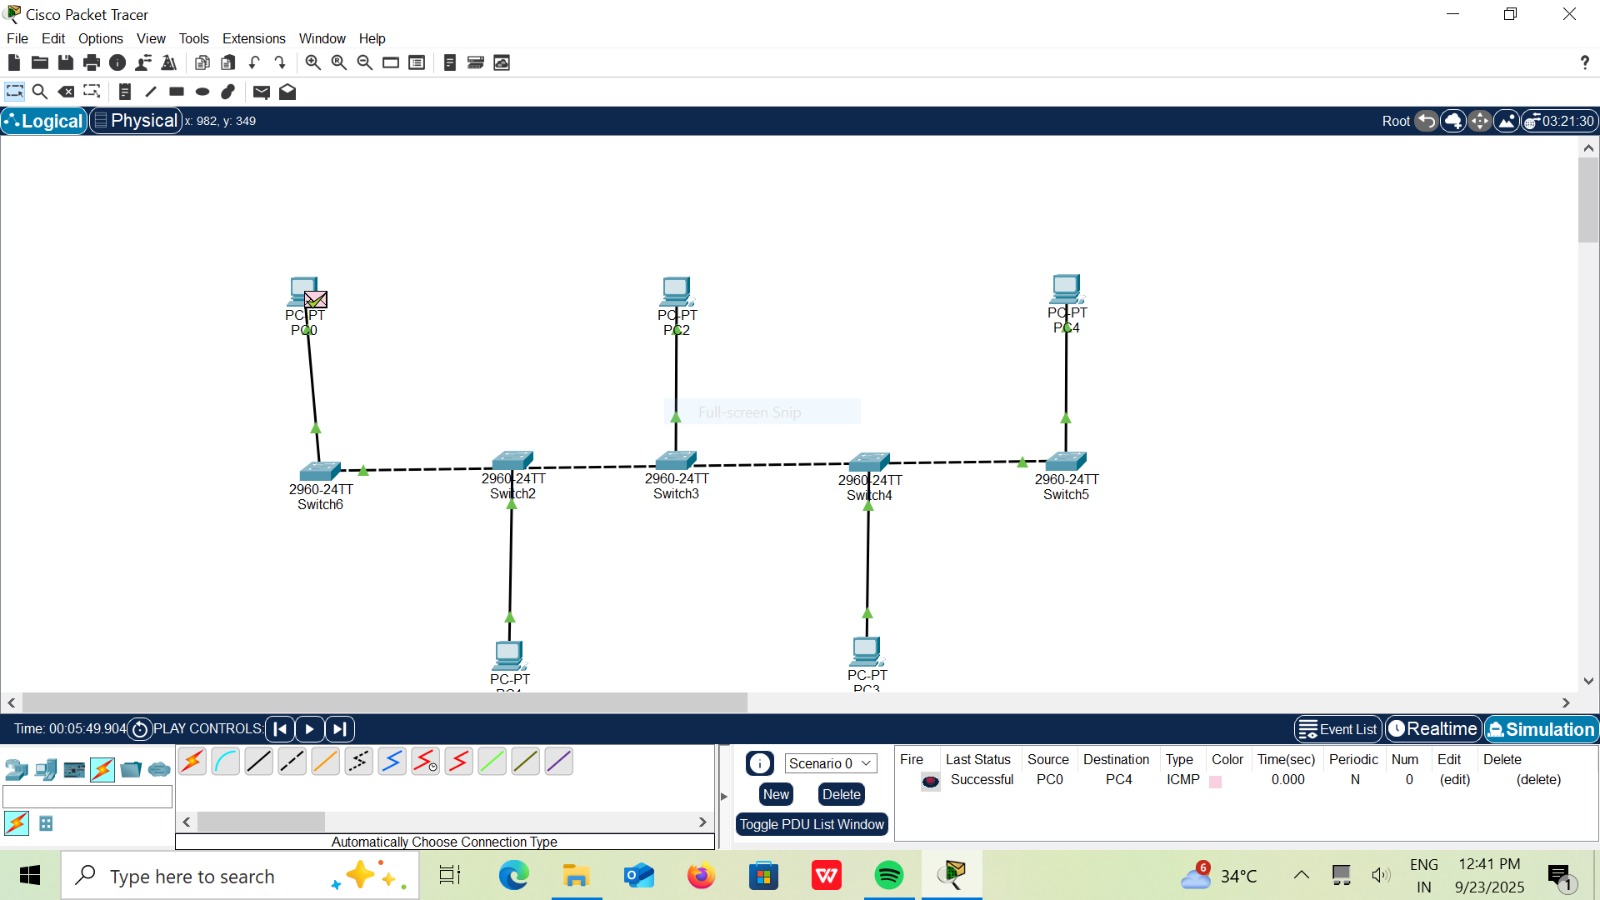 Cisco Packet Tracer
File Edit Options View Tools Extensions Window Help
?
Logical Physical x: 982, y: 349 Root 03:21:30
PC-PT
PC0
PC-PT
PC2
PC-PT
PC4
Full-screen Snip
2960-24TT
Switch6
2960-24TT
Switch2
2960-24TT
Switch3
2960-24TT
Switch4
2960-24TT
Switch5
PC-PT
PC-PT
PC3
Time: 00:05:49.904 PLAY CONTROLS: Event List Realtime Simulation
Scenario 0
New Delete
Toggle PDU List Window
Fire Last Status Source Destination Type Color Time(sec) Periodic Num Edit Delete
Successful PC0 PC4 ICMP 0.000 N 0 (edit) (delete)
Automatically Choose Connection Type
Type here to search
6
34°C
ENG
IN
12:41 PM
9/23/2025
1